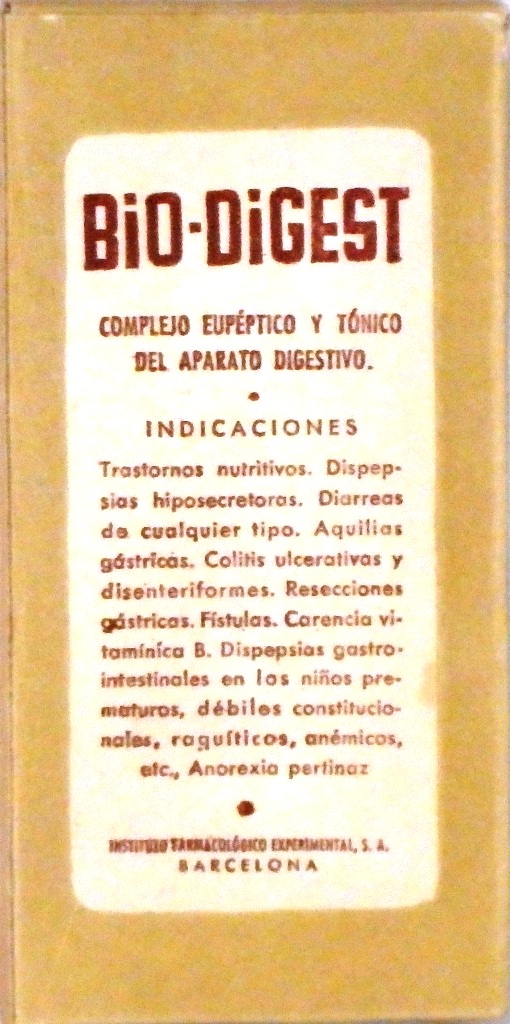 BiO-DiGEST
COMPLEJO EUPÉPTICO Y TÓNICO
DEL APARATO DIGESTIVO.
•
INDICACIONES
Trastornos nutritivos. Dispep-
sias hiposecretoras. Diarreas
de cualquier tipo. Aquilias
gástricas. Colitis ulcerativas y
disenteriformes. Resecciones
gástricas. Fístulas. Carencia vi-
tamínica B. Dispepsias gastro-
intestinales en los niños pre-
maturos, débiles constitucio-
nales, raquíticos, anémicos,
etc., Anorexia pertinaz
•
INSTITUTO FARMACOLÓGICO EXPERIMENTAL, S. A.
BARCELONA